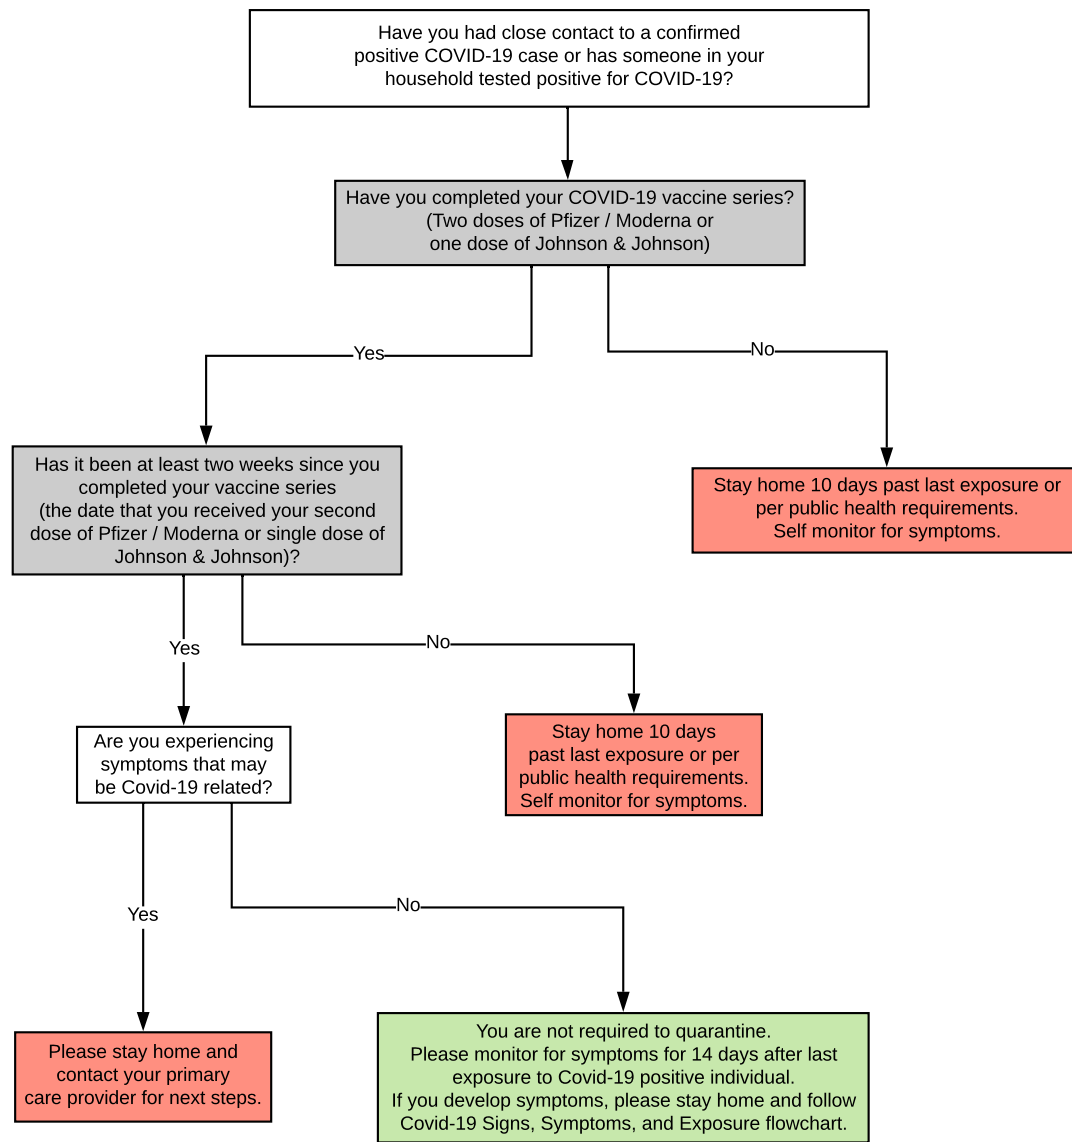 Have you had close contact to a confirmed
positive COVID-19 case or has someone in your
household tested positive for COVID-19?
Have you completed your COVID-19 vaccine series?
(Two doses of Pfizer / Moderna or
one dose of Johnson & Johnson)
Yes
No
Has it been at least two weeks since you
completed your vaccine series
(the date that you received your second
dose of Pfizer / Moderna or single dose of
Johnson & Johnson)?
Stay home 10 days past last exposure or
per public health requirements.
Self monitor for symptoms.
Yes
No
Are you experiencing
symptoms that may
be Covid-19 related?
Stay home 10 days
past last exposure or per
public health requirements.
Self monitor for symptoms.
Yes
No
Please stay home and
contact your primary
care provider for next steps.
You are not required to quarantine.
Please monitor for symptoms for 14 days after last
exposure to Covid-19 positive individual.
If you develop symptoms, please stay home and follow
Covid-19 Signs, Symptoms, and Exposure flowchart.